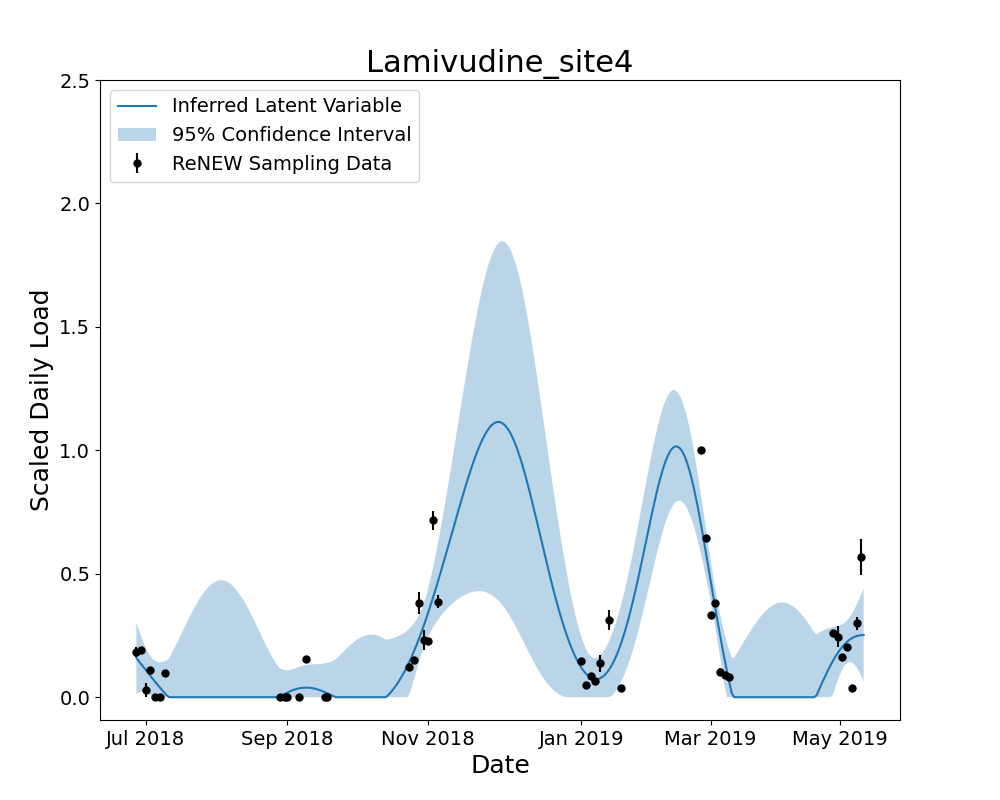 Lamivudine_site4
2.5
2.0
1.5
1.0
0.5
0.0
Scaled Daily Load
Inferred Latent Variable
95% Confidence Interval
ReNEW Sampling Data
Jul 2018 Sep 2018 Nov 2018 Jan 2019 Mar 2019 May 2019
Date